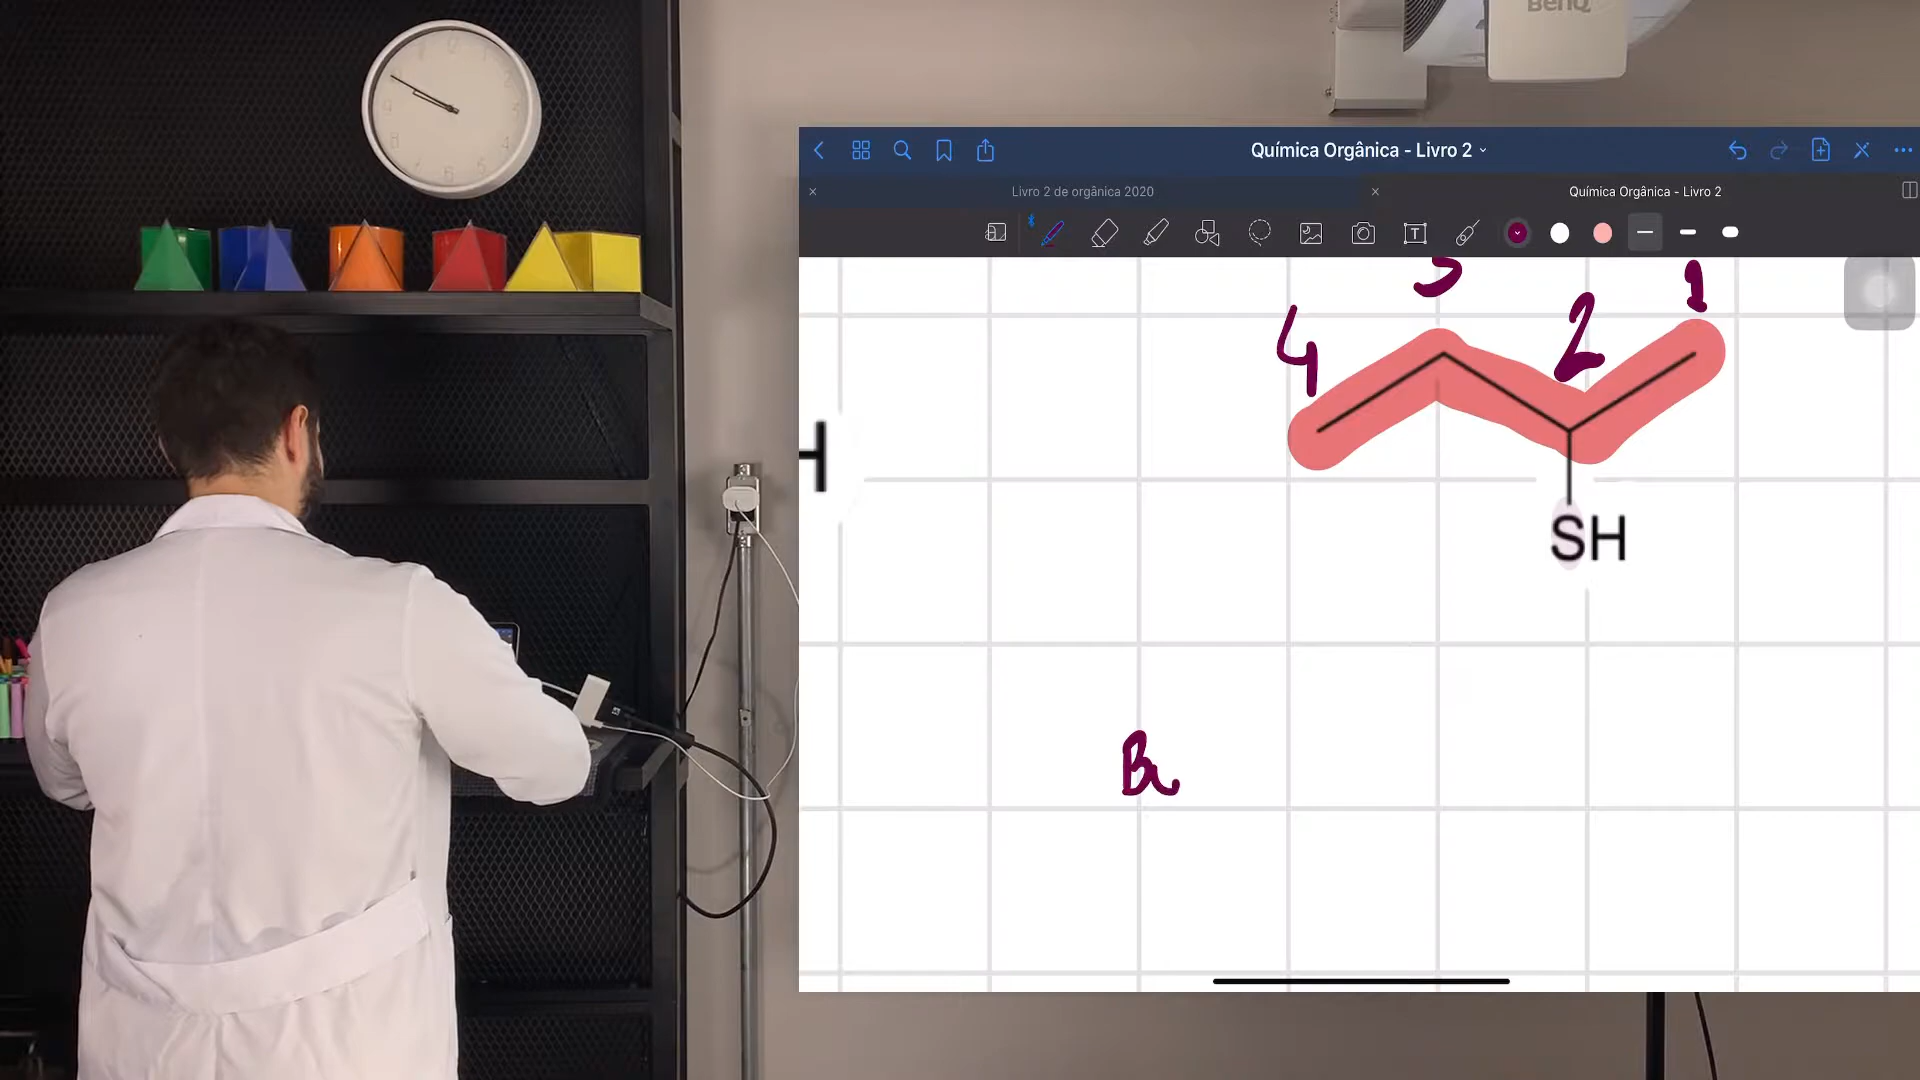 BenQ
Química Orgânica - Livro 2
Livro 2 de orgânica 2020
Química Orgânica - Livro 2
T
3
1
4
2
H
SH
Bu